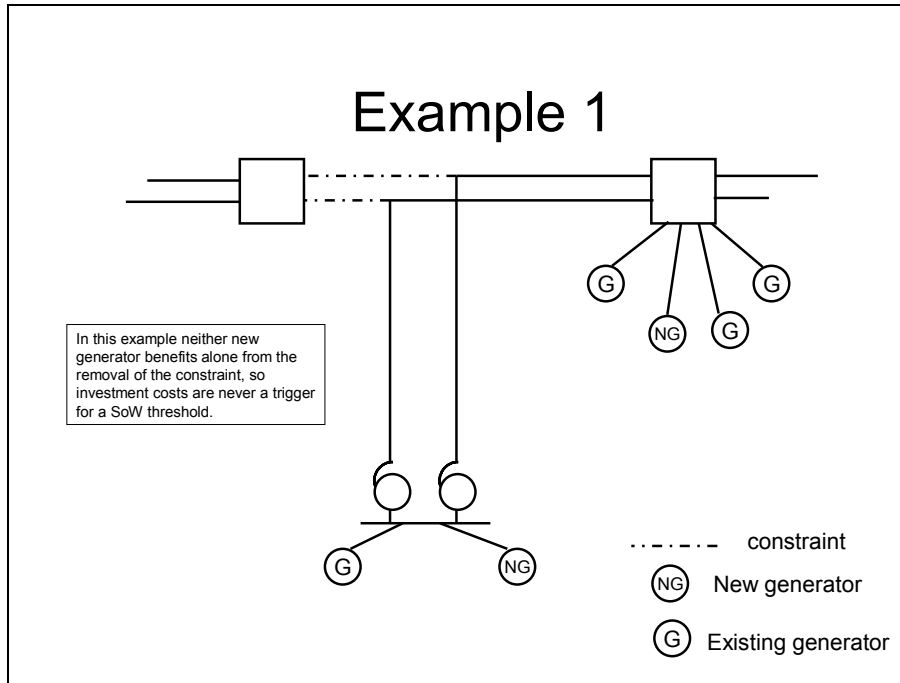 Example 1
G
G
NG
G
In this example neither new
generator benefits alone from the
removal of the constraint, so
investment costs are never a trigger
for a SoW threshold.
G
NG
constraint
NG New generator
G Existing generator